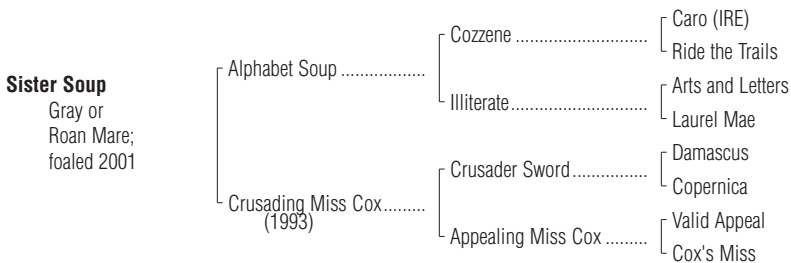 Sister Soup
Gray or
Roan Mare;
foaled 2001
Alphabet Soup ..................
Crusading Miss Cox.........
(1993)
Cozzene .............................
Illiterate.............................
Crusader Sword................
Appealing Miss Cox .........
Caro (IRE)
Ride the Trails
Arts and Letters
Laurel Mae
Damascus
Copernica
Valid Appeal
Cox's Miss